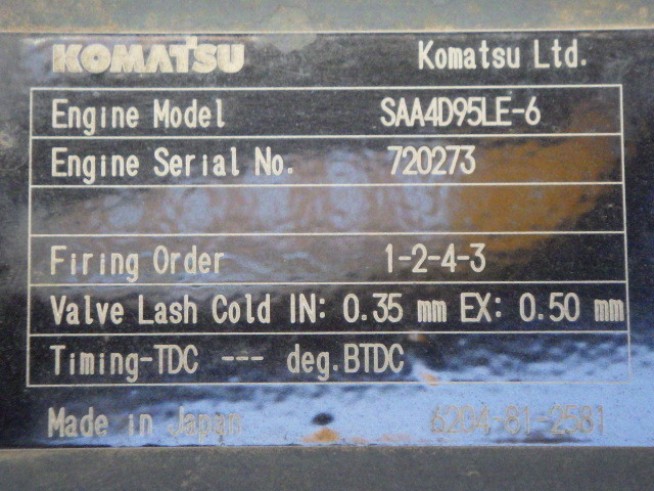 KOMATSU Komatsu Ltd.
Engine Model SAA4D95LE-6
Engine Serial No. 720273
Firing Order 1-2-4-3
Valve Lash Cold IN: 0.35 mm EX: 0.50 mm
Timing-TDC --- deg.BTDC
Made in Japan 6204-81-2581